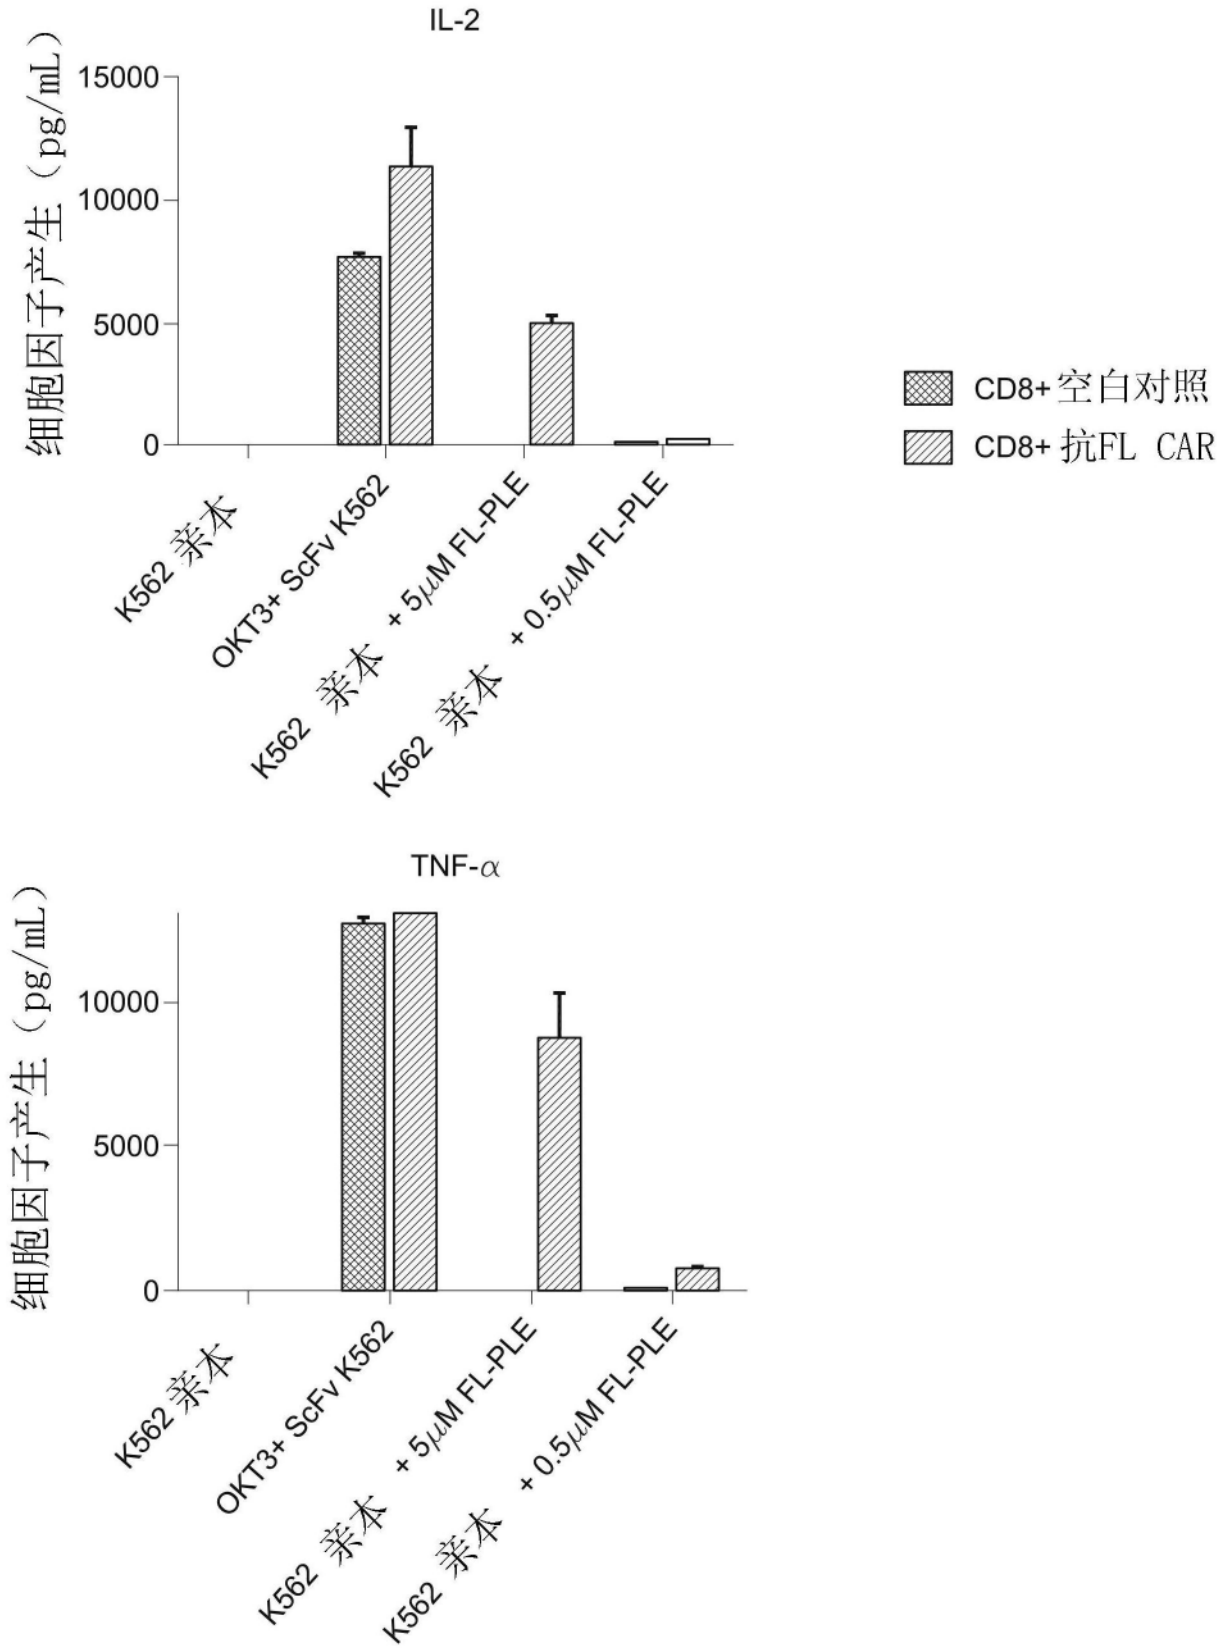 IL-2
细胞因子产生（pg/mL）
15000
10000
5000
0
K562 亲本
OKT3+ ScFv K562
K562 亲本 + 5μM FL-PLE
K562 亲本 + 0.5μM FL-PLE
CD8+ 空白对照
CD8+ 抗FL CAR
TNF-α
细胞因子产生（pg/mL）
10000
5000
0
K562 亲本
OKT3+ ScFv K562
K562 亲本 + 5μM FL-PLE
K562 亲本 + 0.5μM FL-PLE